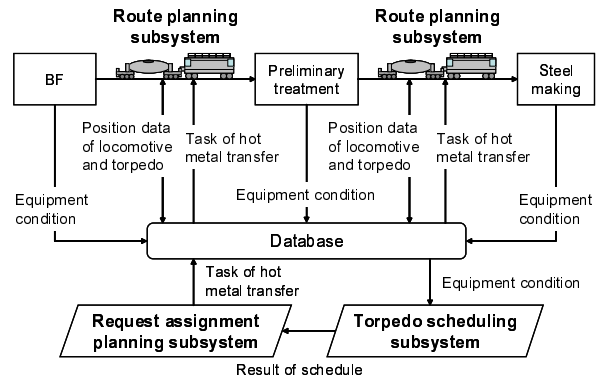 Route planning
subsystem
Route planning
subsystem
BF
Preliminary
treatment
Steel
making
Position data
of locomotive
and torpedo
Task of hot
metal transfer
Position data
of locomotive
and torpedo
Task of hot
metal transfer
Equipment
condition
Equipment condition
Equipment
condition
Database
Task of hot
metal transfer
Equipment condition
Request assignment
planning subsystem
Torpedo scheduling
subsystem
Result of schedule